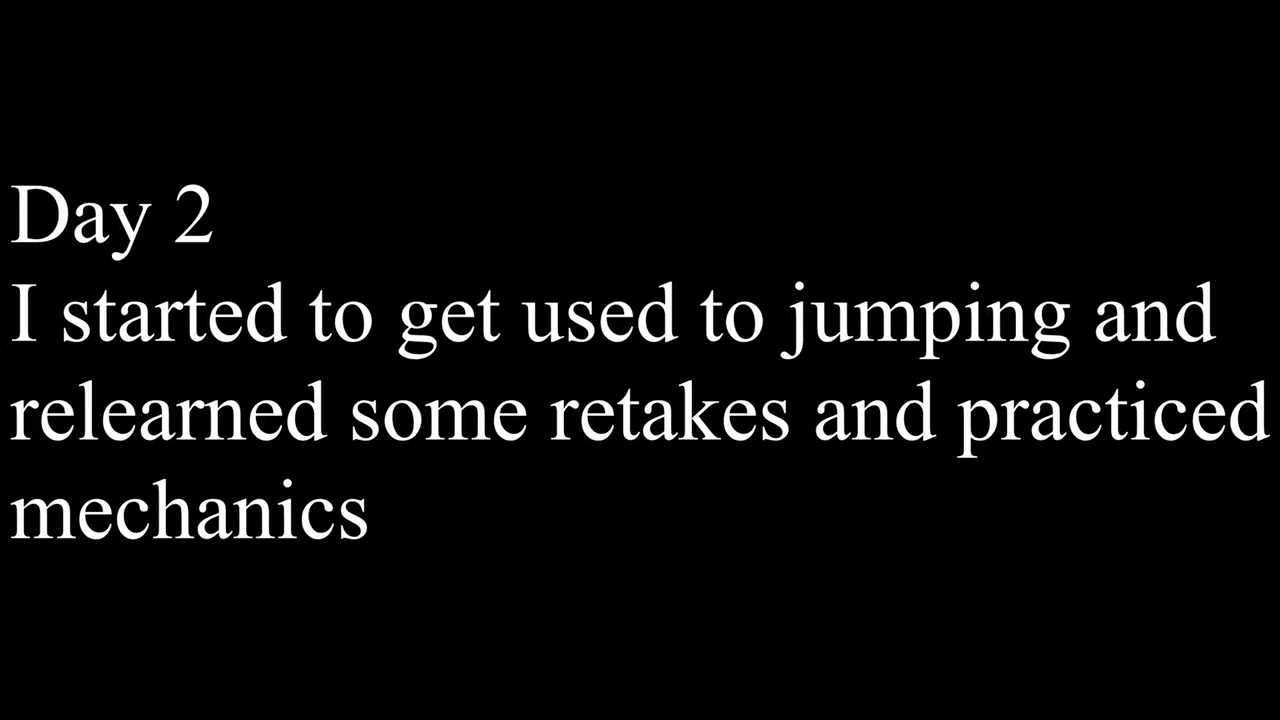 Day 2
I started to get used to jumping and
relearned some retakes and practiced
mechanics